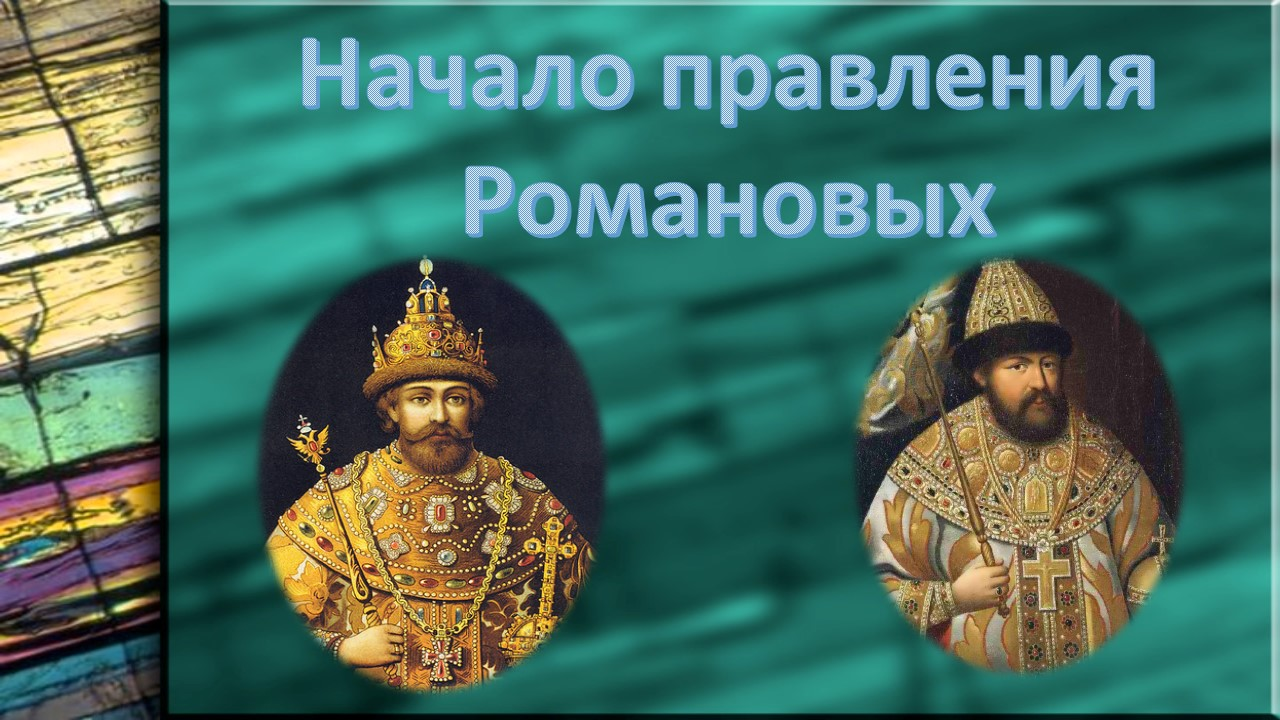 Начало правления
Романовых